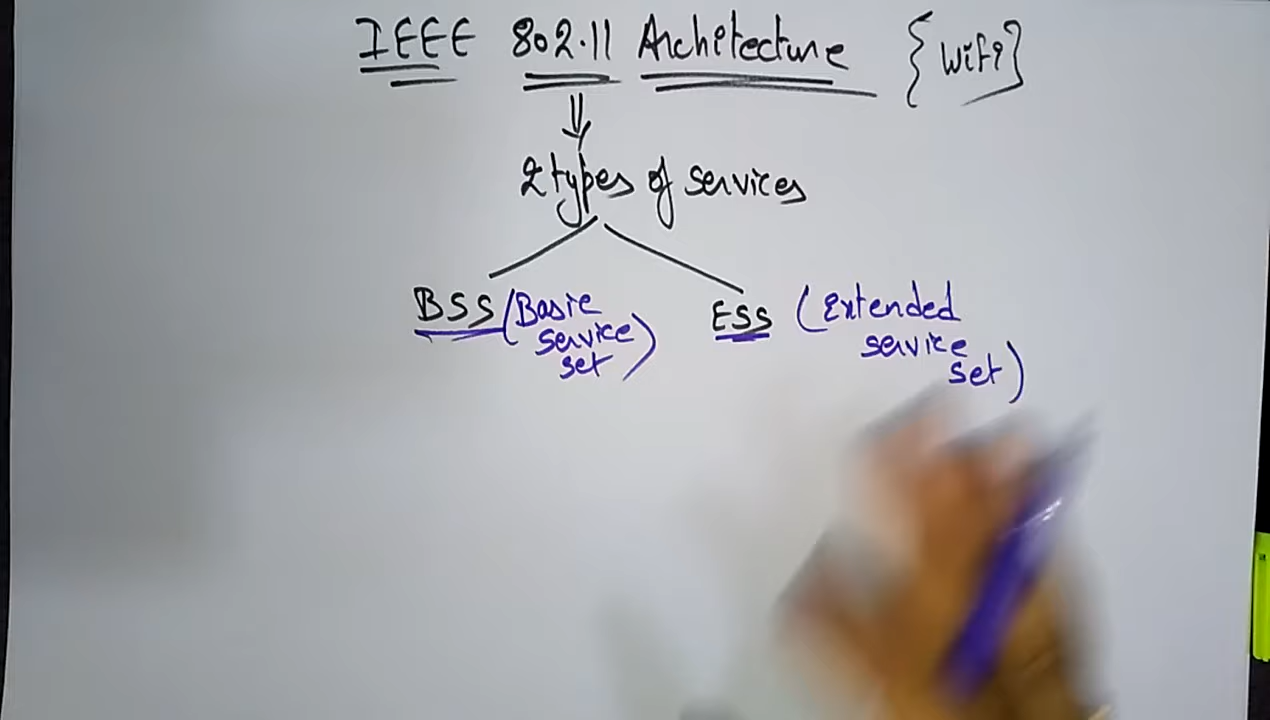 IEEE 802.11 Architecture {Wifi}
2 types of services
BSS (Basic service set)
ESS (Extended service set)